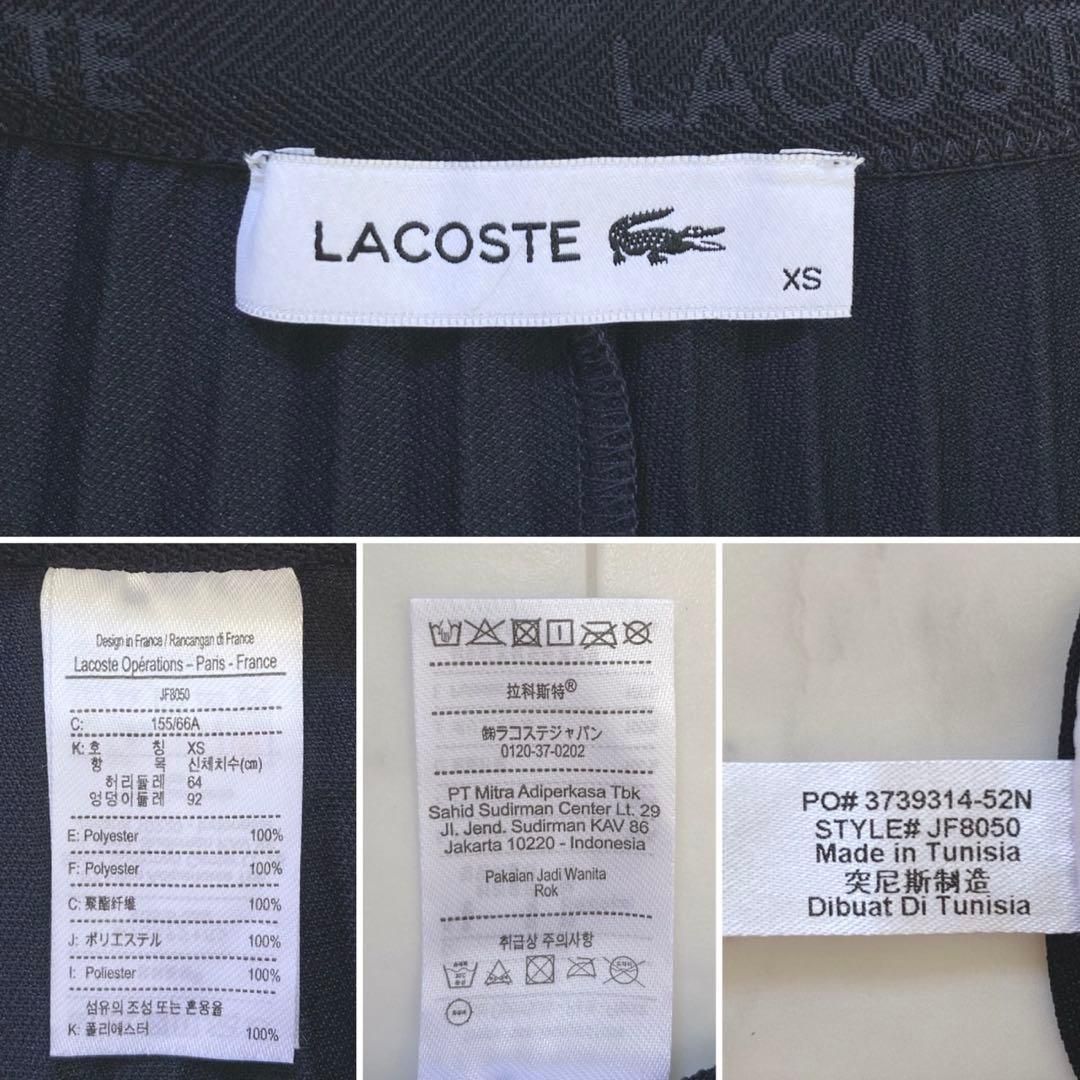 TE LACOST
LACOSTE
XS
Design in France / Rancangan di France
Lacoste Opérations – Paris - France
JF8050
C: 155/66A
K: 호 칭 XS
항 목 신체치수(cm)
허리둘레 64
엉덩이둘레 92
E: Polyester 100%
F: Polyester 100%
C: 聚酯纤维 100%
J: ポリエステル 100%
I: Poliester 100%
섬유의 조성 또는 혼용율
K: 폴리에스터 100%
拉科斯特®
㈱ラコステジャパン
0120-37-0202
PT Mitra Adiperkasa Tbk
Sahid Sudirman Center Lt. 29
Jl. Jend. Sudirman KAV 86
Jakarta 10220 - Indonesia
Pakaian Jadi Wanita
Rok
취급상 주의사항
PO# 3739314-52N
STYLE# JF8050
Made in Tunisia
突尼斯制造
Dibuat Di Tunisia